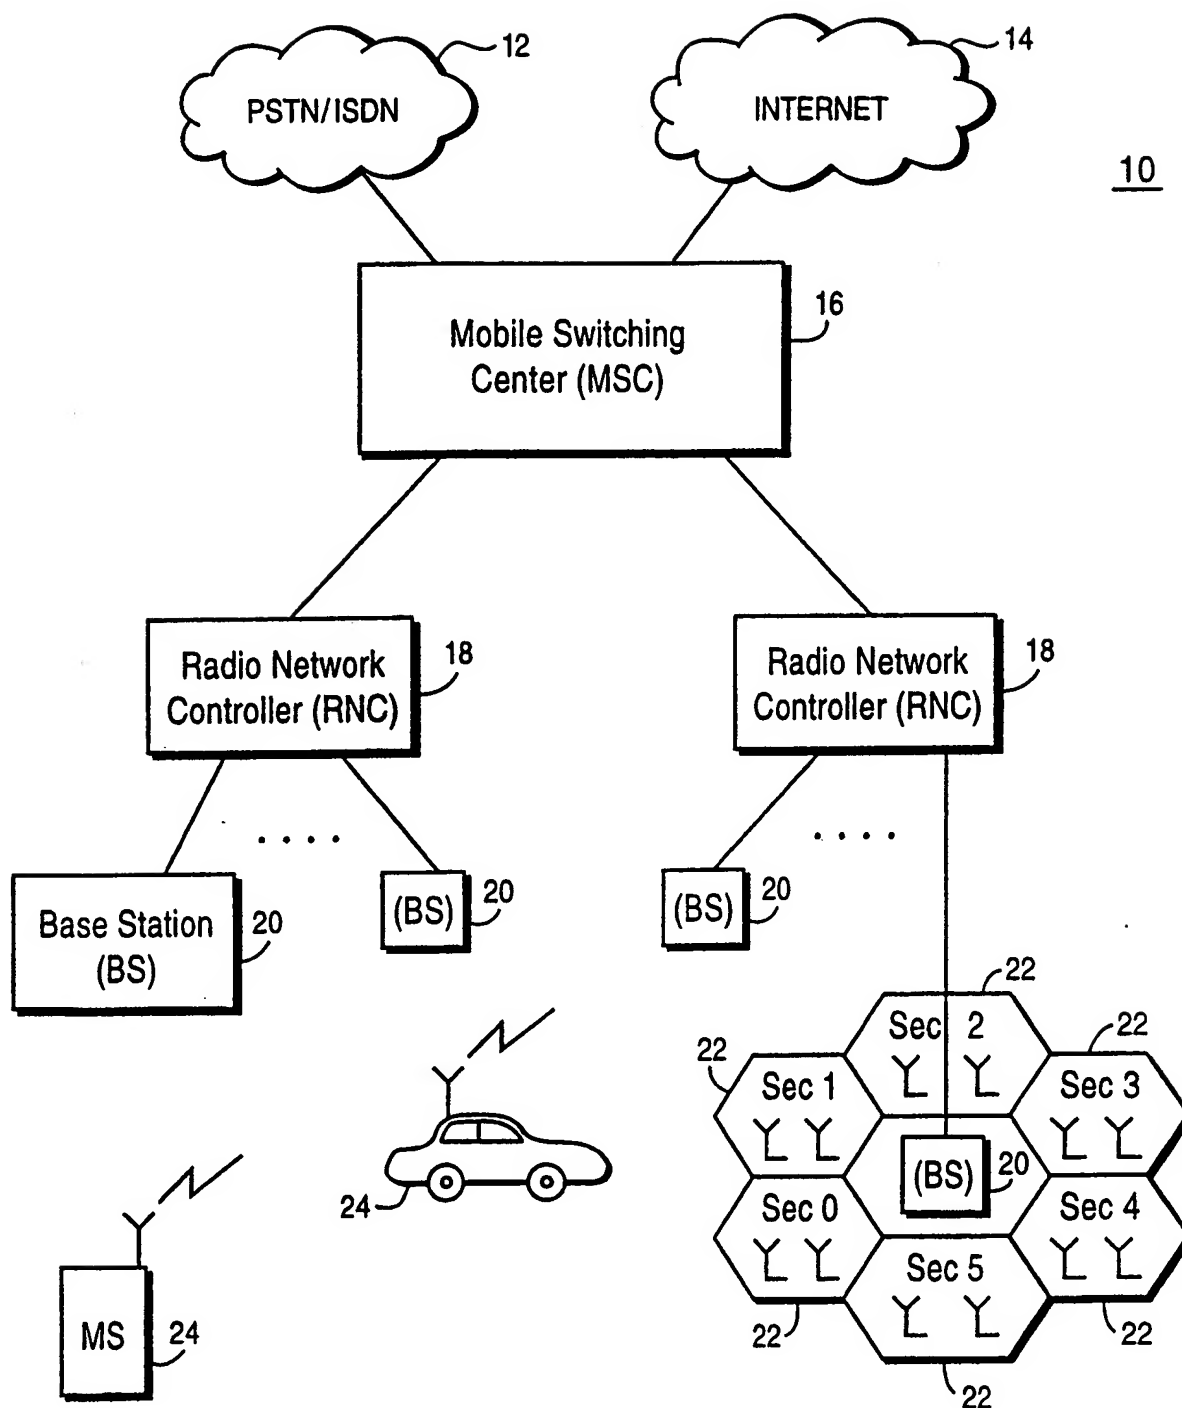 12
14
PSTN/ISDN
INTERNET
10
16
Mobile Switching
Center (MSC)
18
Radio Network
Controller (RNC)
18
Radio Network
Controller (RNC)
. . . .
. . . .
Base Station
(BS)
20
(BS)
20
(BS)
20
22
Sec 2
22
22
Sec 1
Sec 3
(BS)
20
24
Sec 0
Sec 4
Sec 5
MS
24
22
22
22